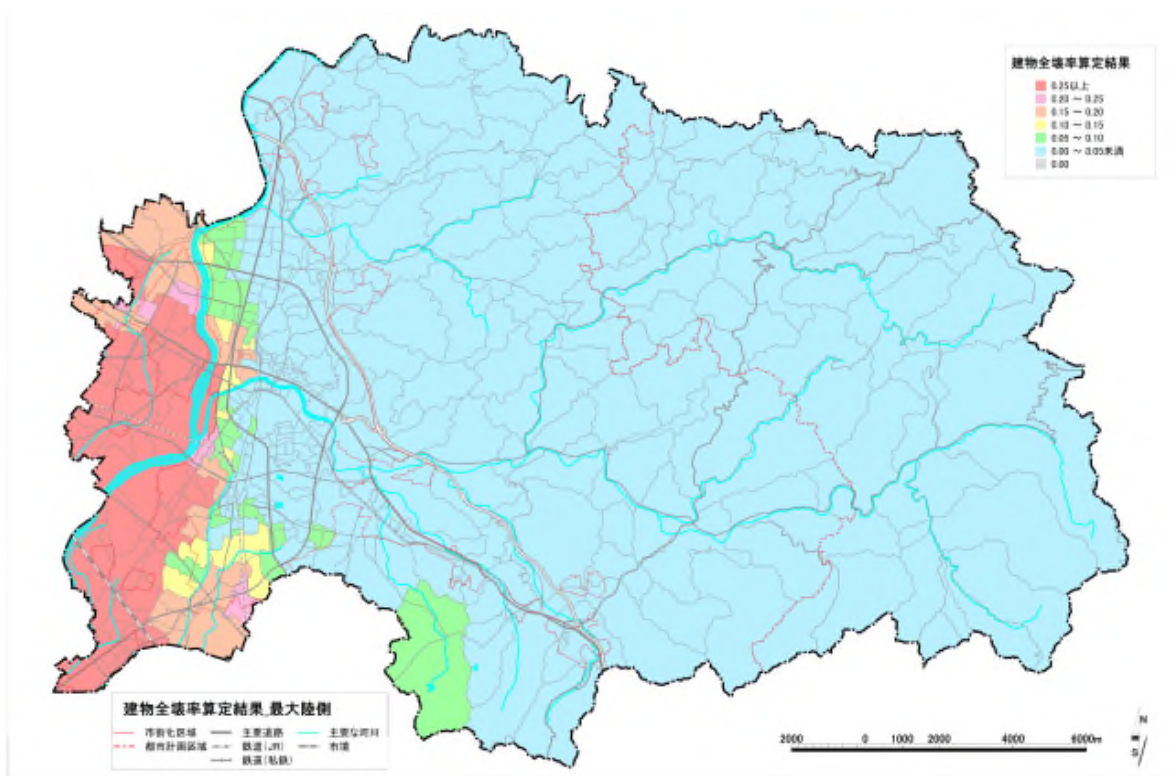 建物全壊率算定結果
0.25以上
0.20 ～ 0.25
0.15 ～ 0.20
0.10 ～ 0.15
0.05 ～ 0.10
0.00 ～ 0.05未満
0.00
建物全壊率算定結果_最大陸側
市街化区域 主要道路 主要な河川
都市計画区域 鉄道(JR) 市境
鉄道(私鉄)
2000 0 1000 2000 4000 6000m
N
S